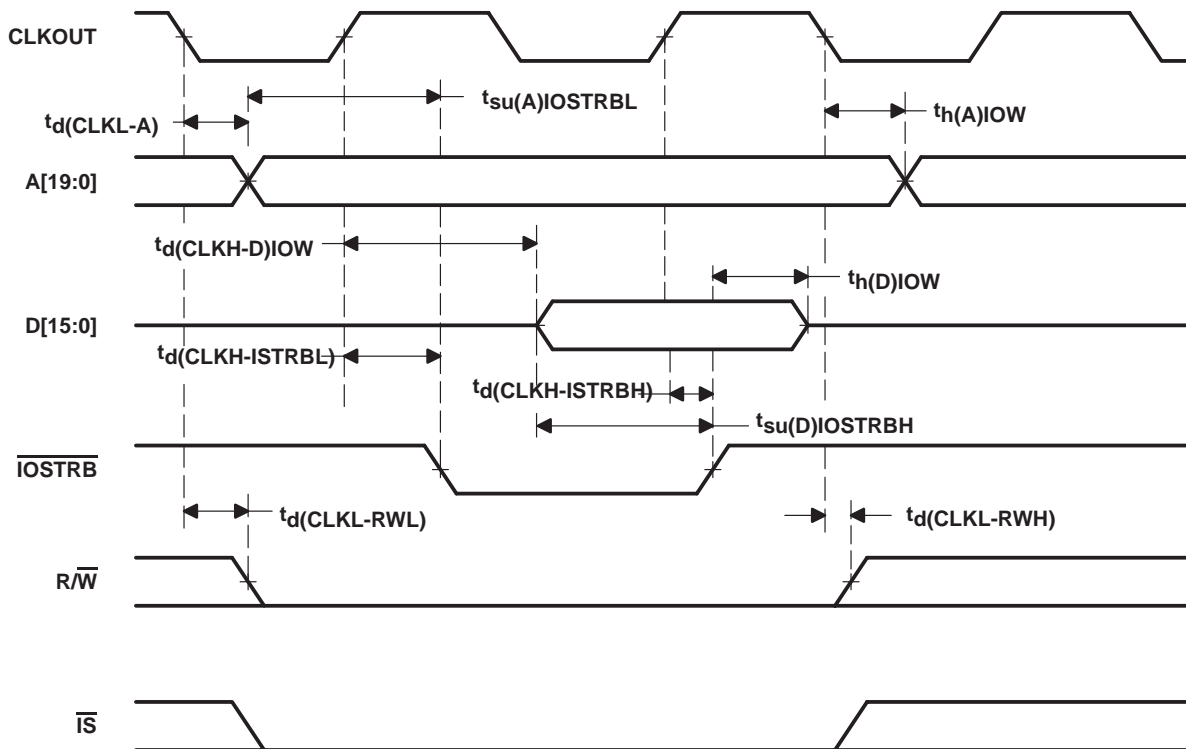 CLKOUT
tsu(A)IOSTRBL
td(CLKL-A)
th(A)IOW
A[19:0]
td(CLKH-D)IOW
th(D)IOW
D[15:0]
td(CLKH-ISTRBL)
td(CLKH-ISTRBH)
tsu(D)IOSTRBH
IOSTRB
td(CLKL-RWL)
td(CLKL-RWH)
R/W
IS